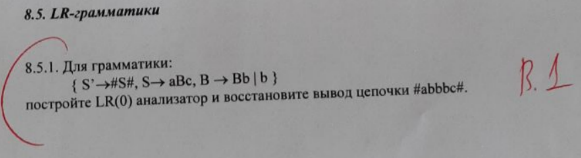 8.5. LR-грамматики
8.5.1. Для грамматики:
{ S’→#S#, S→ aBc, B → Bb | b }
постройте LR(0) анализатор и восстановите вывод цепочки #abbbc#.
B. 1